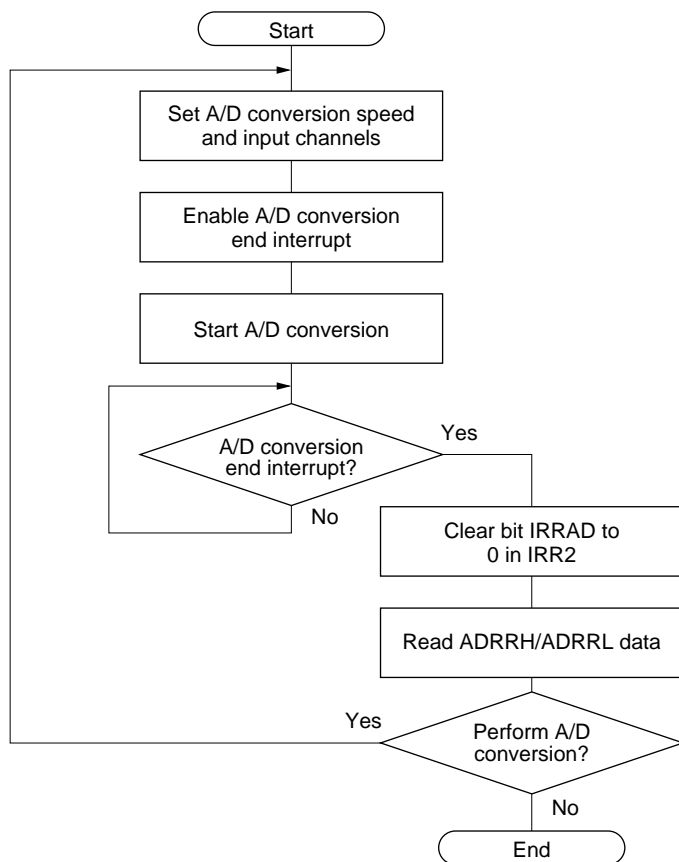 Start
Set A/D conversion speed
and input channels
Enable A/D conversion
end interrupt
Start A/D conversion
A/D conversion
end interrupt?
Yes
No
Clear bit IRRAD to
0 in IRR2
Read ADRRH/ADRRL data
Yes
Perform A/D
conversion?
No
End